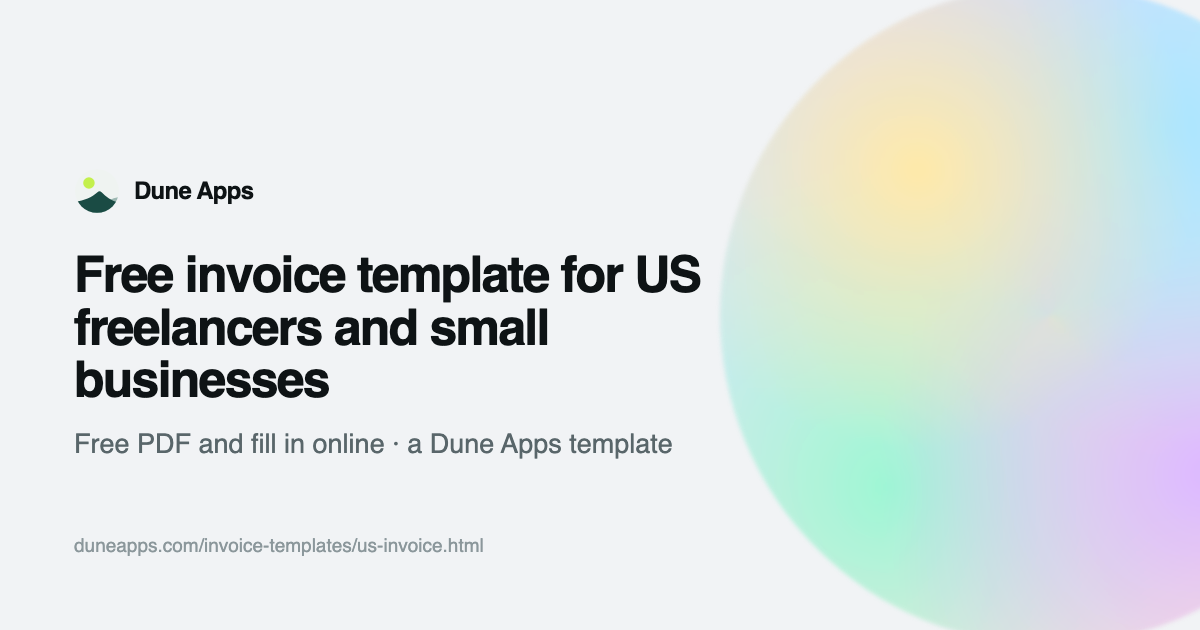 Dune Apps
Free invoice template for US
freelancers and small
businesses
Free PDF and fill in online · a Dune Apps template
duneapps.com/invoice-templates/us-invoice.html